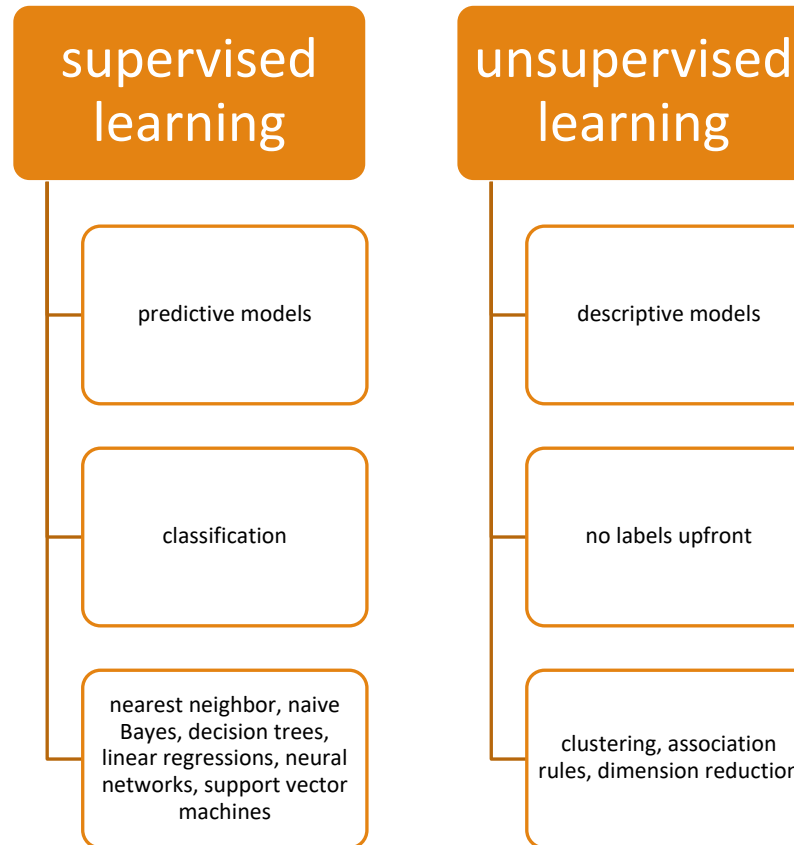 supervised
learning
predictive models
classification
nearest neighbor, naive
Bayes, decision trees,
linear regressions, neural
networks, support vector
machines
unsupervised
learning
descriptive models
no labels upfront
clustering, association
rules, dimension reduction